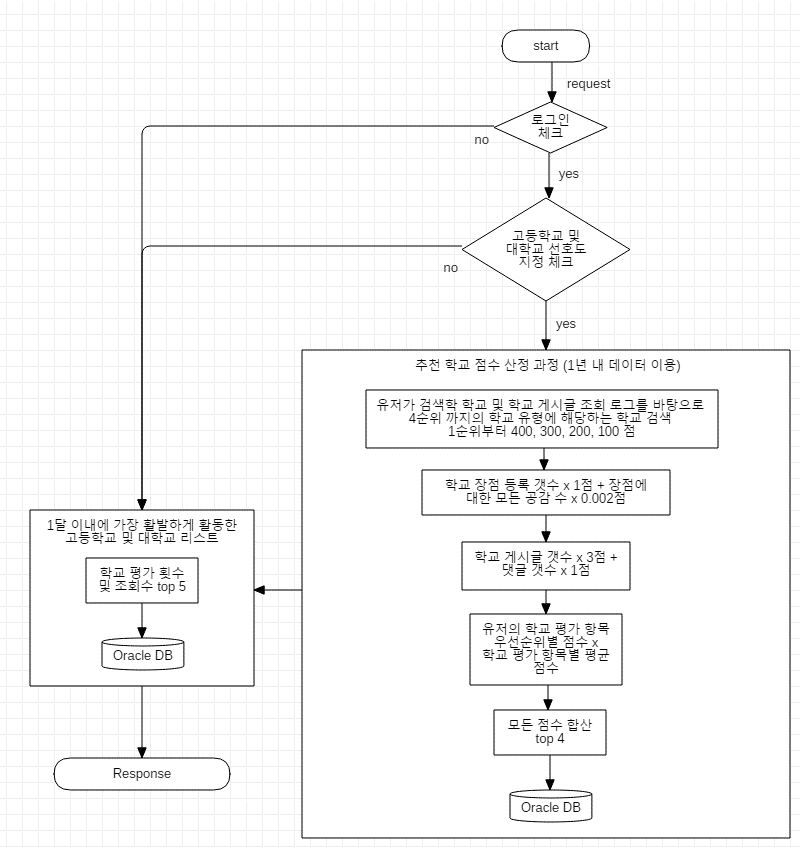 start
request
로그인
체크
no
yes
고등학교 및
대학교 선호도
지정 체크
no
yes
추천 학교 점수 산정 과정 (1년 내 데이터 이용)
유저가 검색학 학교 및 학교 게시글 조회 로그를 바탕으로
4순위 까지의 학교 유형에 해당하는 학교 검색
1순위부터 400, 300, 200, 100 점
학교 장점 등록 갯수 x 1점 + 장점에
대한 모든 공감 수 x 0.002점
학교 게시글 갯수 x 3점 +
댓글 갯수 x 1점
유저의 학교 평가 항목
우선순위별 점수 x
학교 평가 항목별 평균
점수
모든 점수 합산
top 4
Oracle DB
1달 이내에 가장 활발하게 활동한
고등학교 및 대학교 리스트
학교 평가 횟수
및 조회수 top 5
Oracle DB
Response